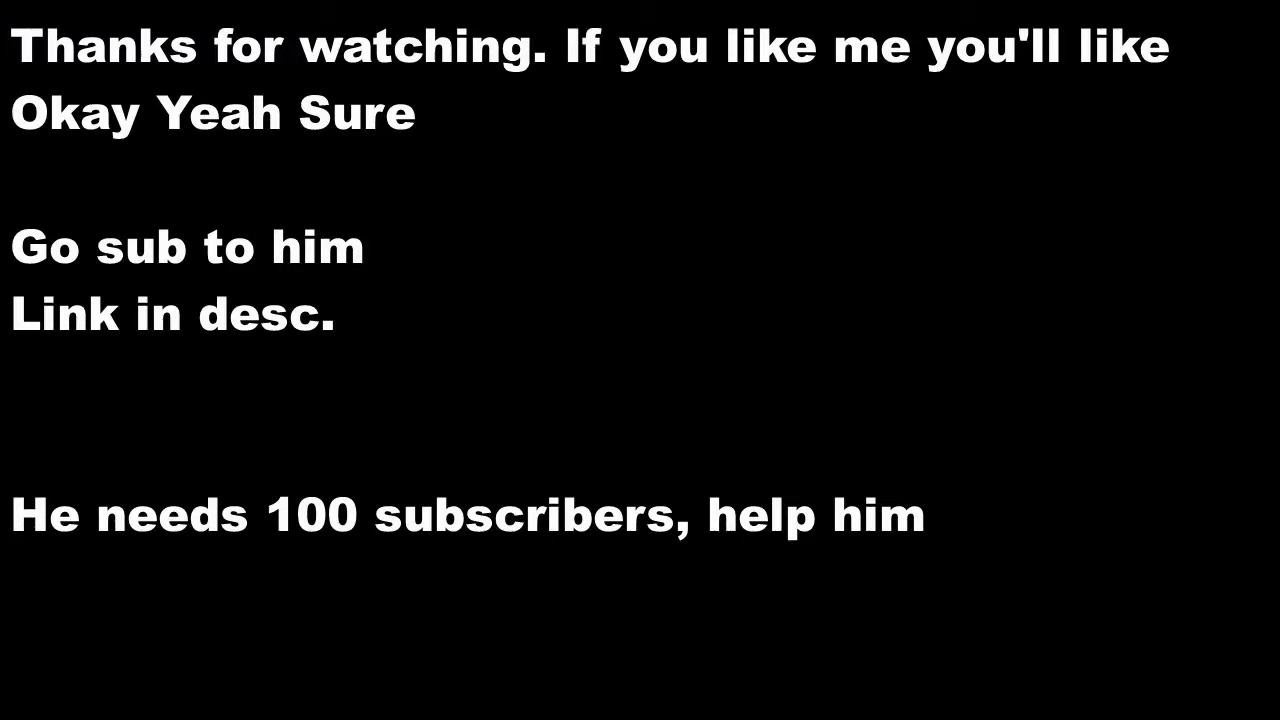 Thanks for watching. If you like me you'll like
Okay Yeah Sure
Go sub to him
Link in desc.
He needs 100 subscribers, help him